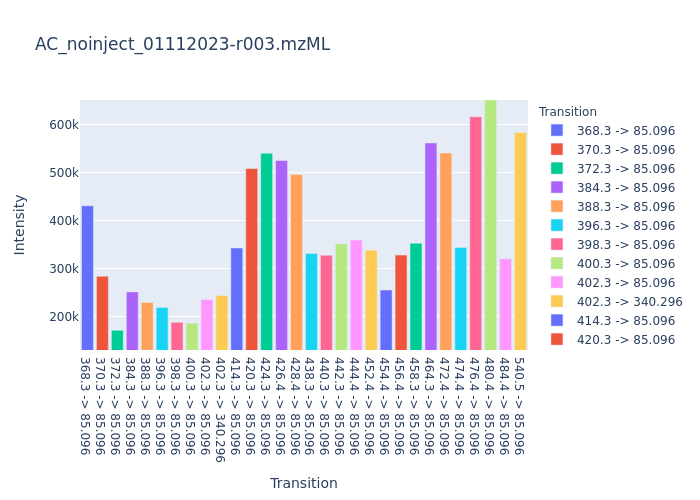 AC_noinject_01112023-r003.mzML
Intensity
600k
500k
400k
300k
200k
368.3 -> 85.096
370.3 -> 85.096
372.3 -> 85.096
384.3 -> 85.096
388.3 -> 85.096
396.3 -> 85.096
398.3 -> 85.096
400.3 -> 85.096
402.3 -> 85.096
402.3 -> 340.296
414.3 -> 85.096
420.3 -> 85.096
424.3 -> 85.096
426.4 -> 85.096
428.4 -> 85.096
438.3 -> 85.096
440.3 -> 85.096
442.3 -> 85.096
444.4 -> 85.096
452.4 -> 85.096
454.4 -> 85.096
456.4 -> 85.096
458.3 -> 85.096
464.3 -> 85.096
472.4 -> 85.096
474.4 -> 85.096
476.4 -> 85.096
480.4 -> 85.096
484.4 -> 85.096
540.5 -> 85.096
Transition
Transition
368.3 -> 85.096
370.3 -> 85.096
372.3 -> 85.096
384.3 -> 85.096
388.3 -> 85.096
396.3 -> 85.096
398.3 -> 85.096
400.3 -> 85.096
402.3 -> 85.096
402.3 -> 340.296
414.3 -> 85.096
420.3 -> 85.096